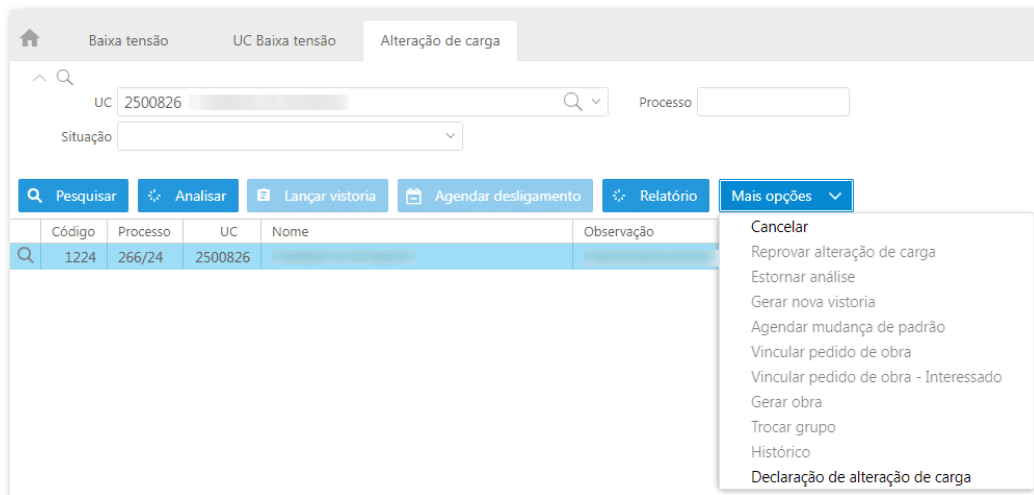 Baixa tensão UC Baixa tensão Alteração de carga
UC 2500826 Processo
Situação
Pesquisar Analisar Lançar vistoria Agendar desligamento Relatório Mais opções
Código Processo UC Nome Observação
1224 266/24 2500826
Cancelar
Reprovar alteração de carga
Estornar análise
Gerar nova vistoria
Agendar mudança de padrão
Vincular pedido de obra
Vincular pedido de obra - Interessado
Gerar obra
Trocar grupo
Histórico
Declaração de alteração de carga